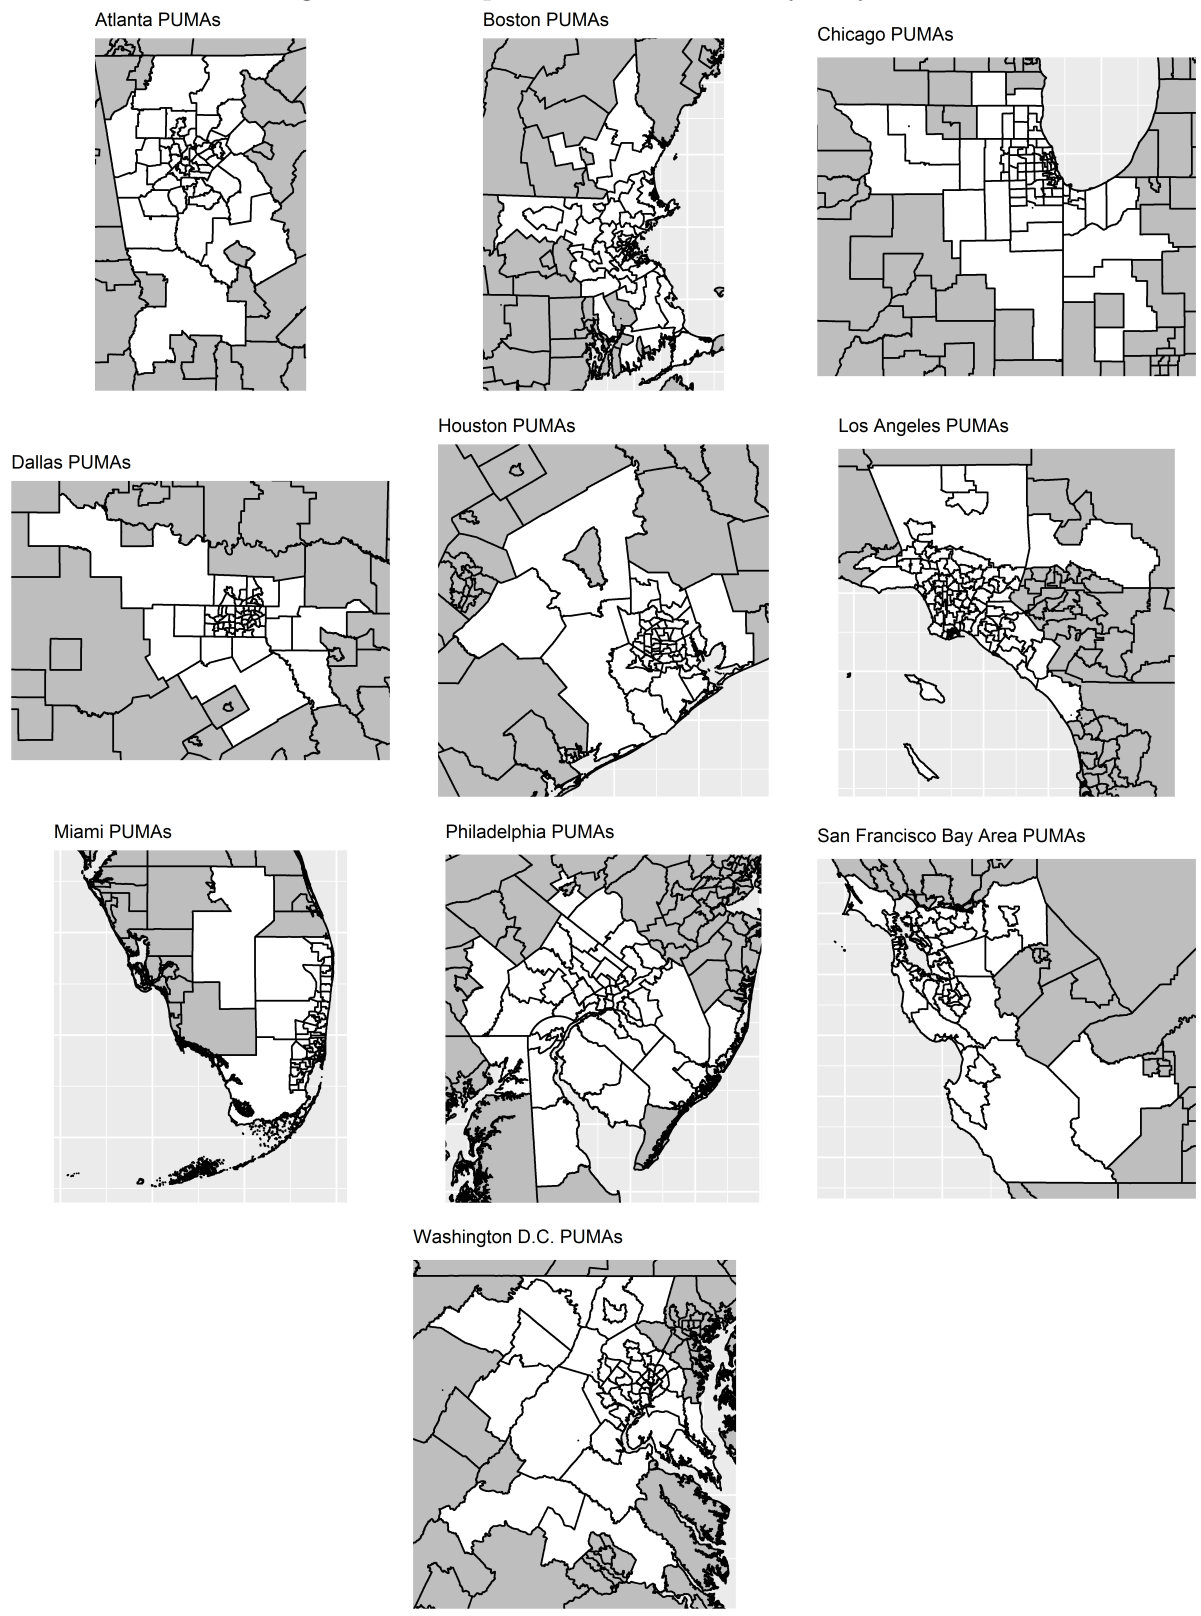 Atlanta PUMAs
Boston PUMAs
Chicago PUMAs
Dallas PUMAs
Houston PUMAs
Los Angeles PUMAs
Miami PUMAs
Philadelphia PUMAs
San Francisco Bay Area PUMAs
Washington D.C. PUMAs